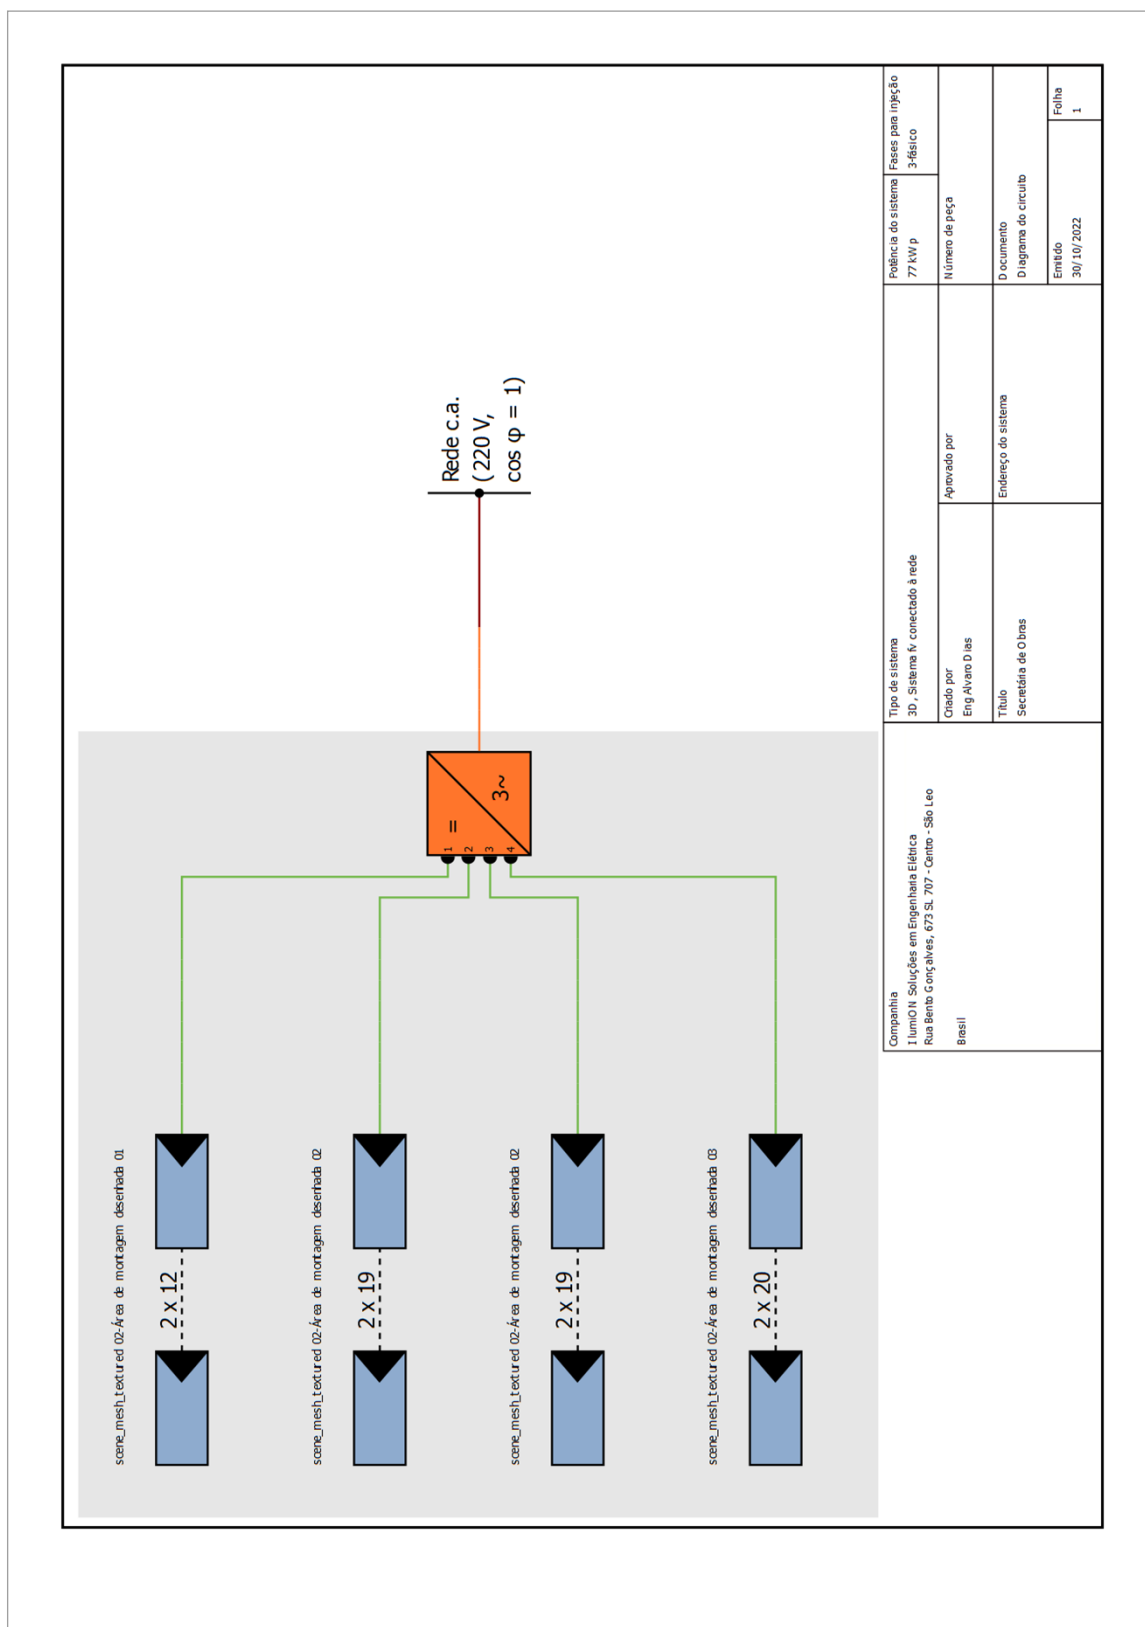 scene_mesh_textured 02-Área de montagem desenhada 01
2 x 12
scene_mesh_textured 02-Área de montagem desenhada 02
2 x 19
scene_mesh_textured 02-Área de montagem desenhada 02
2 x 19
scene_mesh_textured 02-Área de montagem desenhada 03
2 x 20
1
2
3
4
=
3~
Rede c.a.
(220 V,
cos φ = 1)
Companhia
IlumiON Soluções em Engenharia Elétrica
Rua Bento Gonçalves, 673 SL 707 - Centro - São Leo
Brasil
Tipo de sistema
3D, Sistema fv conectado à rede
Potência do sistema
77 kWp
Fases para injeção
3-fásico
Criado por
Eng Alvaro Dias
Aprovado por
Número de peça
Título
Secretária de Obras
Endereço do sistema
Documento
Diagrama do circuito
Emitido
30/10/2022
Folha
1